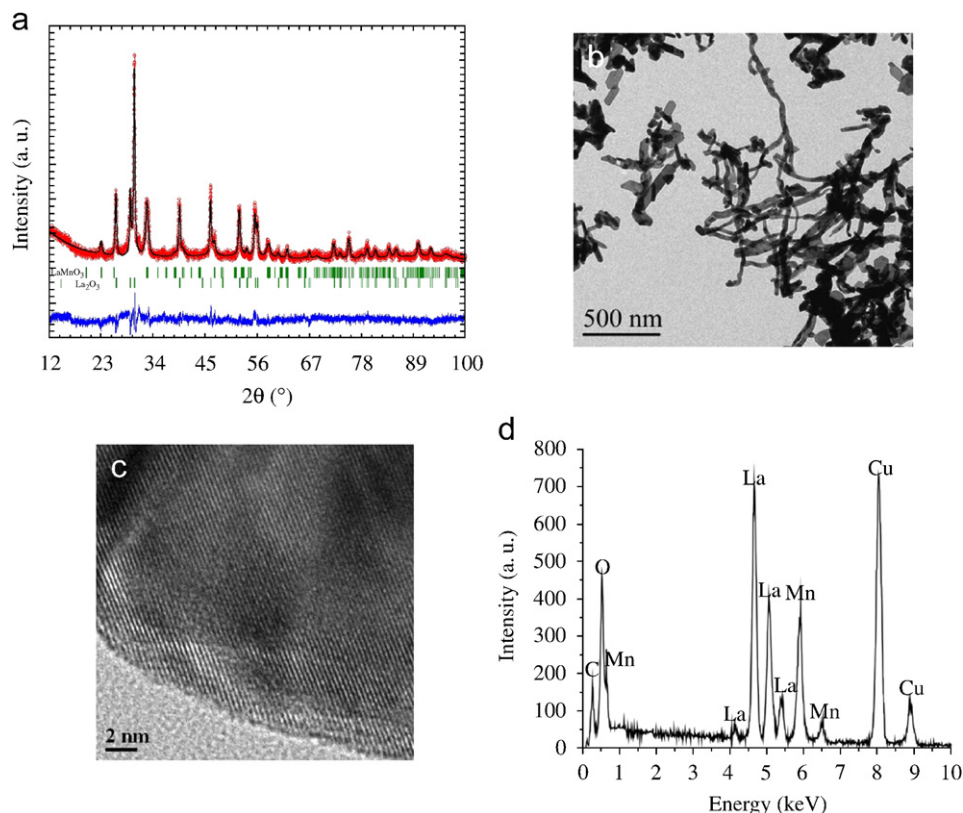 a
Intensity (a. u.)
LaMnO₃
La₂O₃
12 23 34 45 56 67 78 89 100
2θ (°)
b
500 nm
c
2 nm
d
Intensity (a. u.)
800
700
600
500
400
300
200
100
0
C
O
Mn
La
La
La
La
Mn
Mn
Cu
Cu
0 1 2 3 4 5 6 7 8 9 10
Energy (keV)